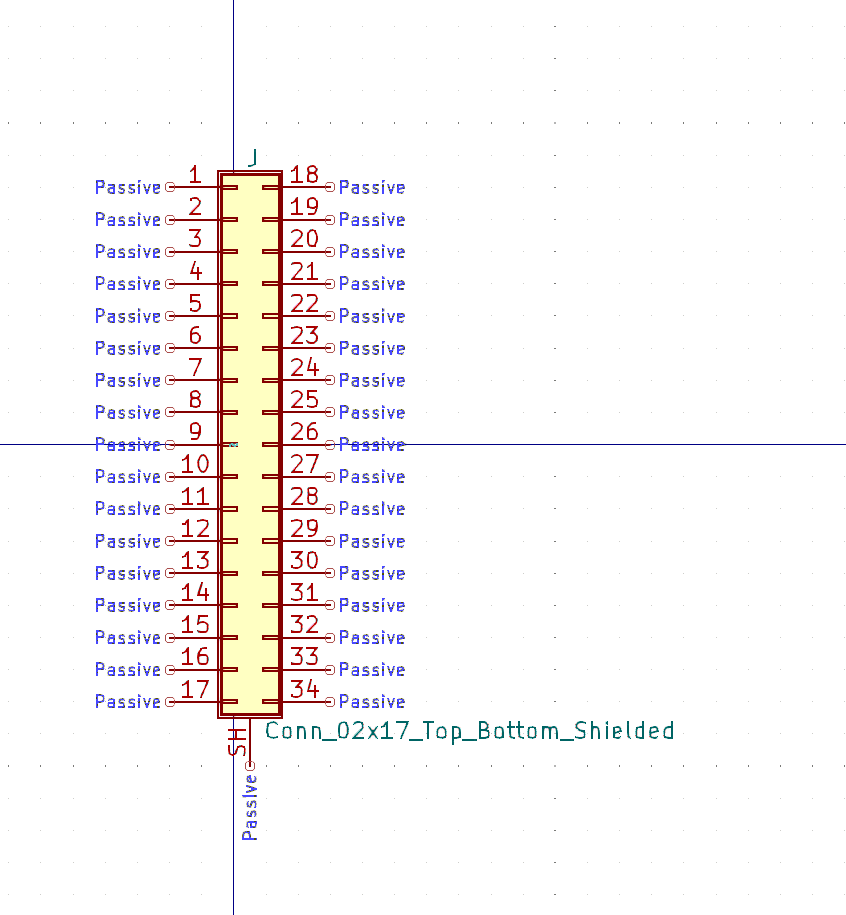 J
Passive 1 18 Passive
Passive 2 19 Passive
Passive 3 20 Passive
Passive 4 21 Passive
Passive 5 22 Passive
Passive 6 23 Passive
Passive 7 24 Passive
Passive 8 25 Passive
Passive 9 26 Passive
Passive 10 27 Passive
Passive 11 28 Passive
Passive 12 29 Passive
Passive 13 30 Passive
Passive 14 31 Passive
Passive 15 32 Passive
Passive 16 33 Passive
Passive 17 34 Passive
SH Conn_02x17_Top_Bottom_Shielded
Passive